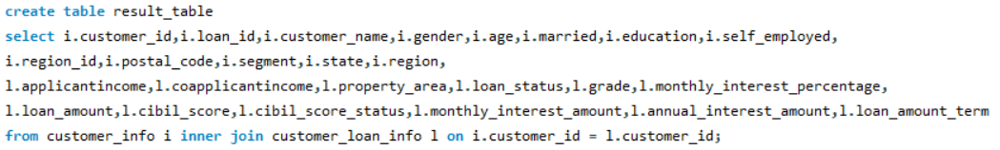 create table result_table
select i.customer_id,i.loan_id,i.customer_name,i.gender,i.age,i.married,i.education,i.self_employed,
i.region_id,i.postal_code,i.segment,i.state,i.region,
l.applicantincome,l.coapplicantincome,l.property_area,l.loan_status,l.grade,l.monthly_interest_percentage,
l.loan_amount,l.cibil_score,l.cibil_score_status,l.monthly_interest_amount,l.annual_interest_amount,l.loan_amount_term
from customer_info i inner join customer_loan_info l on i.customer_id = l.customer_id;